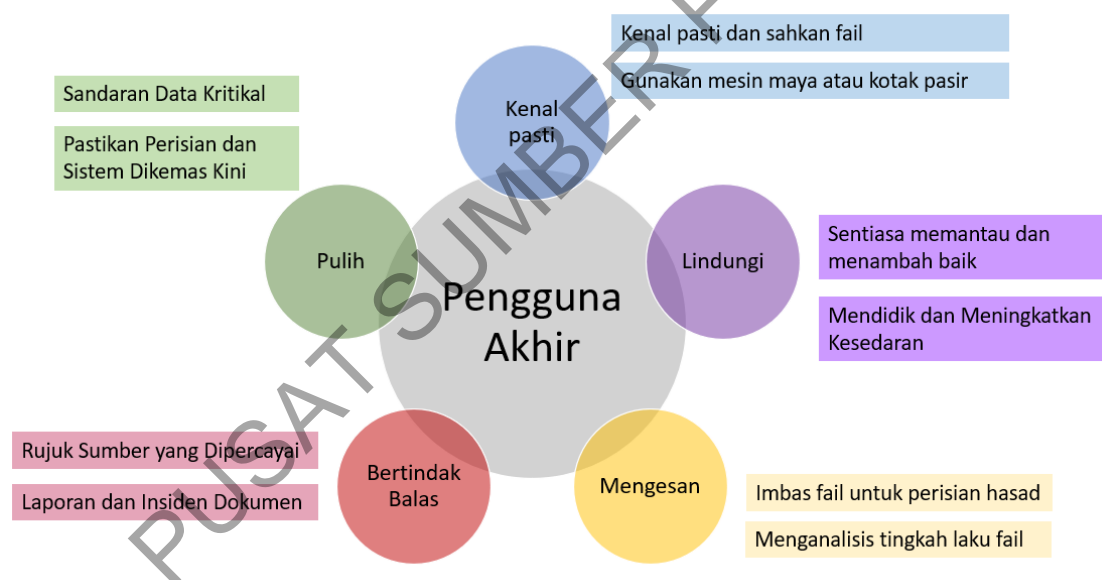 Kenal pasti dan sahkan fail
Gunakan mesin maya atau kotak pasir
Kenal
pasti
Sandaran Data Kritikal
Pastikan Perisian dan
Sistem Dikemas Kini
Pulih
Lindungi
Sentiasa memantau dan
menambah baik
Mendidik dan Meningkatkan
Kesedaran
Pengguna
Akhir
Rujuk Sumber yang Dipercayai
Laporan dan Insiden Dokumen
Bertindak
Balas
Mengesan
Imbas fail untuk perisian hasad
Menganalisis tingkah laku fail
PUSAT SUMBER